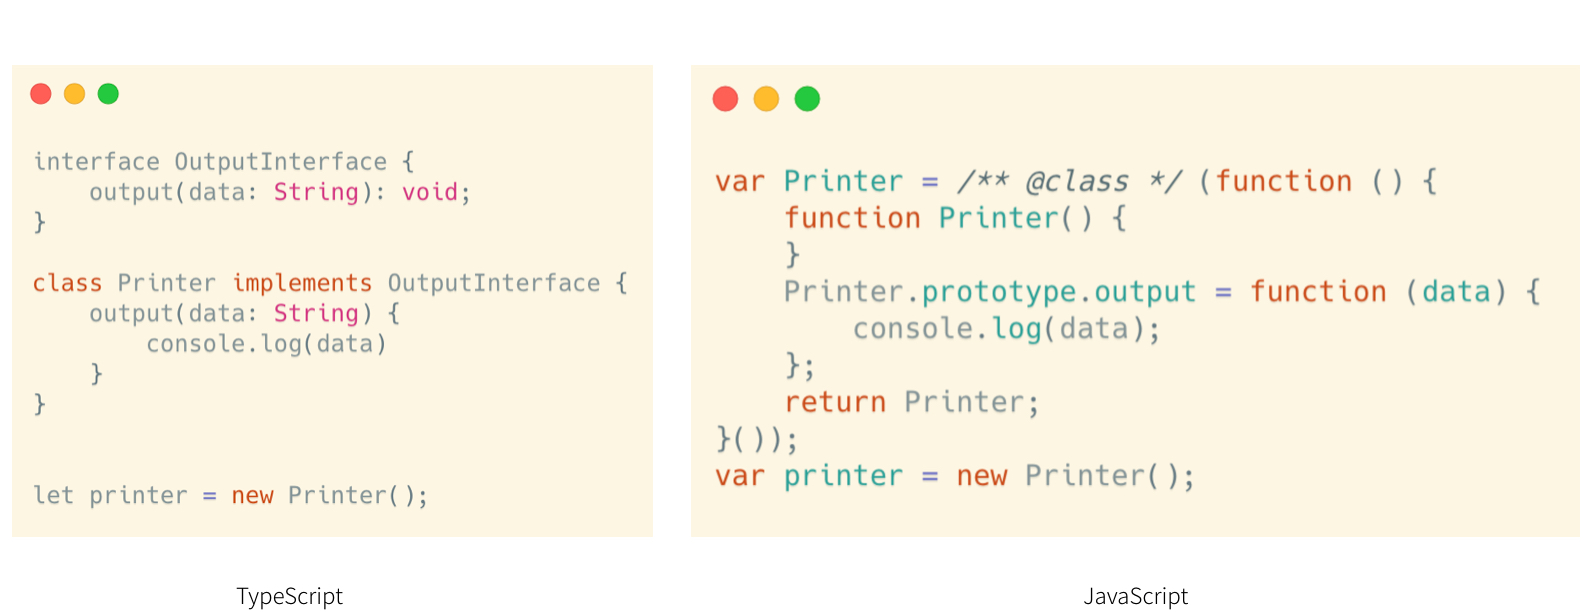 interface OutputInterface {
    output(data: String): void;
}
class Printer implements OutputInterface {
    output(data: String) {
        console.log(data)
    }
}
let printer = new Printer();
TypeScript
var Printer = /** @class */ (function () {
    function Printer() {
    }
    Printer.prototype.output = function (data) {
        console.log(data);
    };
    return Printer;
}());
var printer = new Printer();
JavaScript